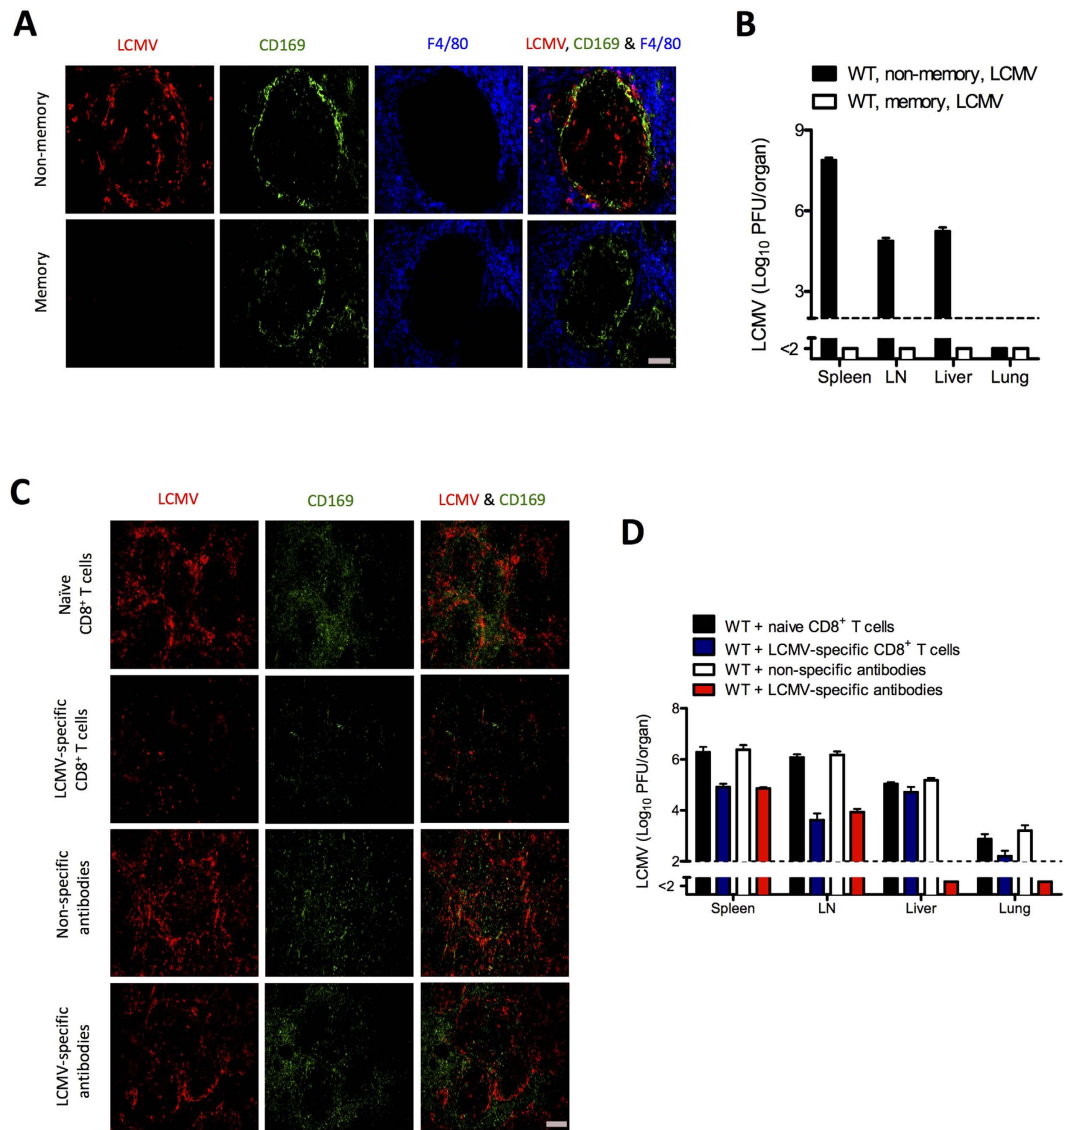 A
LCMV
CD169
F4/80
LCMV, CD169 & F4/80
Non-memory
Memory
B
WT, non-memory, LCMV
WT, memory, LCMV
LCMV (Log10 PFU/organ)
9
6
3
<2
Spleen
LN
Liver
Lung
C
LCMV
CD169
LCMV & CD169
Naïve
CD8+ T cells
LCMV-specific
CD8+ T cells
Non-specific
antibodies
LCMV-specific
antibodies
D
WT + naive CD8+ T cells
WT + LCMV-specific CD8+ T cells
WT + non-specific antibodies
WT + LCMV-specific antibodies
LCMV (Log10 PFU/organ)
8
6
4
2
<2
Spleen
LN
Liver
Lung